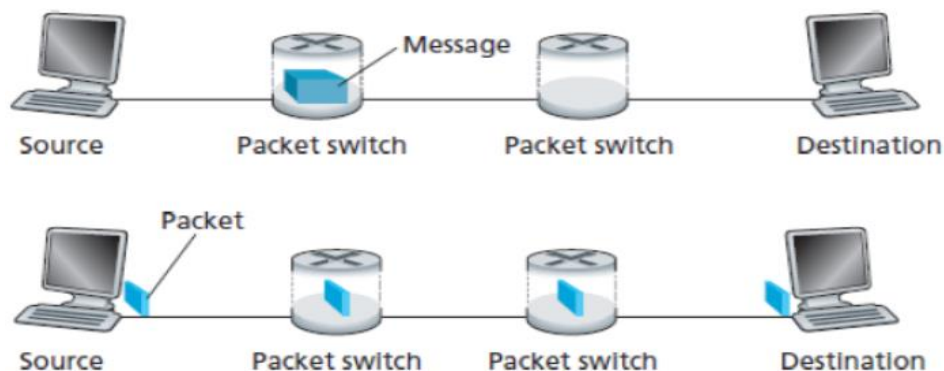 Message
Source Packet switch Packet switch Destination
Packet
Source Packet switch Packet switch Destination